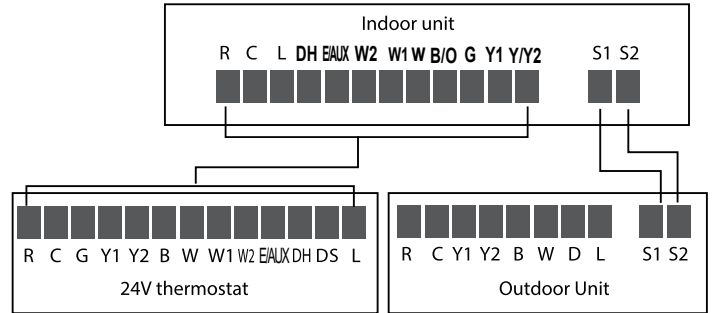 Indoor unit
R C L DH E/AUX W2 W1 W B/O G Y1 Y/Y2 S1 S2
R C G Y1 Y2 B W W1 W2 E/AUX DH DS L
24V thermostat
R C Y1 Y2 B W D L S1 S2
Outdoor Unit